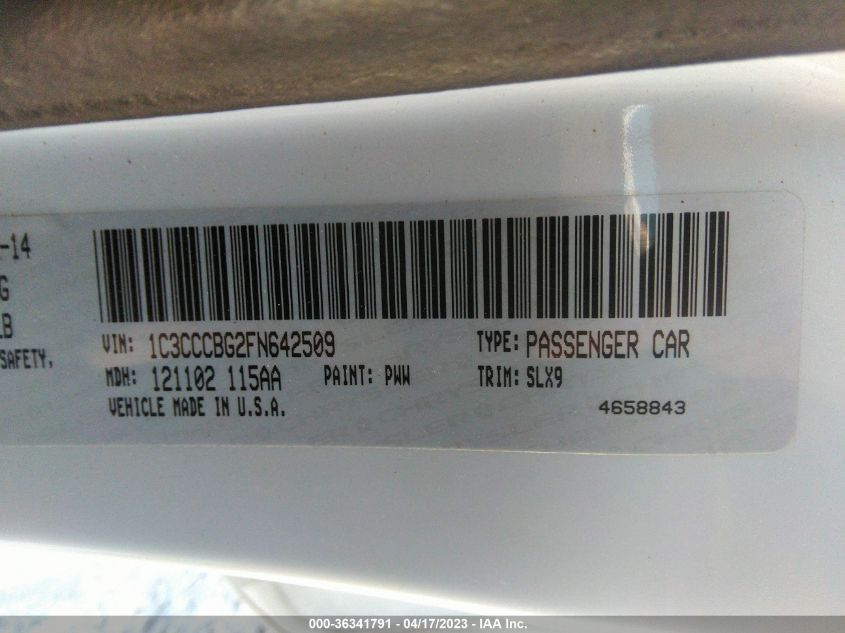 -14
G
LB
SAFETY,
VIN: 1C3CCCBG2FN642509 TYPE: PASSENGER CAR
MDH: 121102 115AA PAINT: PWW TRIM: SLX9
VEHICLE MADE IN U.S.A. 4658843
000-36341791 - 04/17/2023 - IAA Inc.